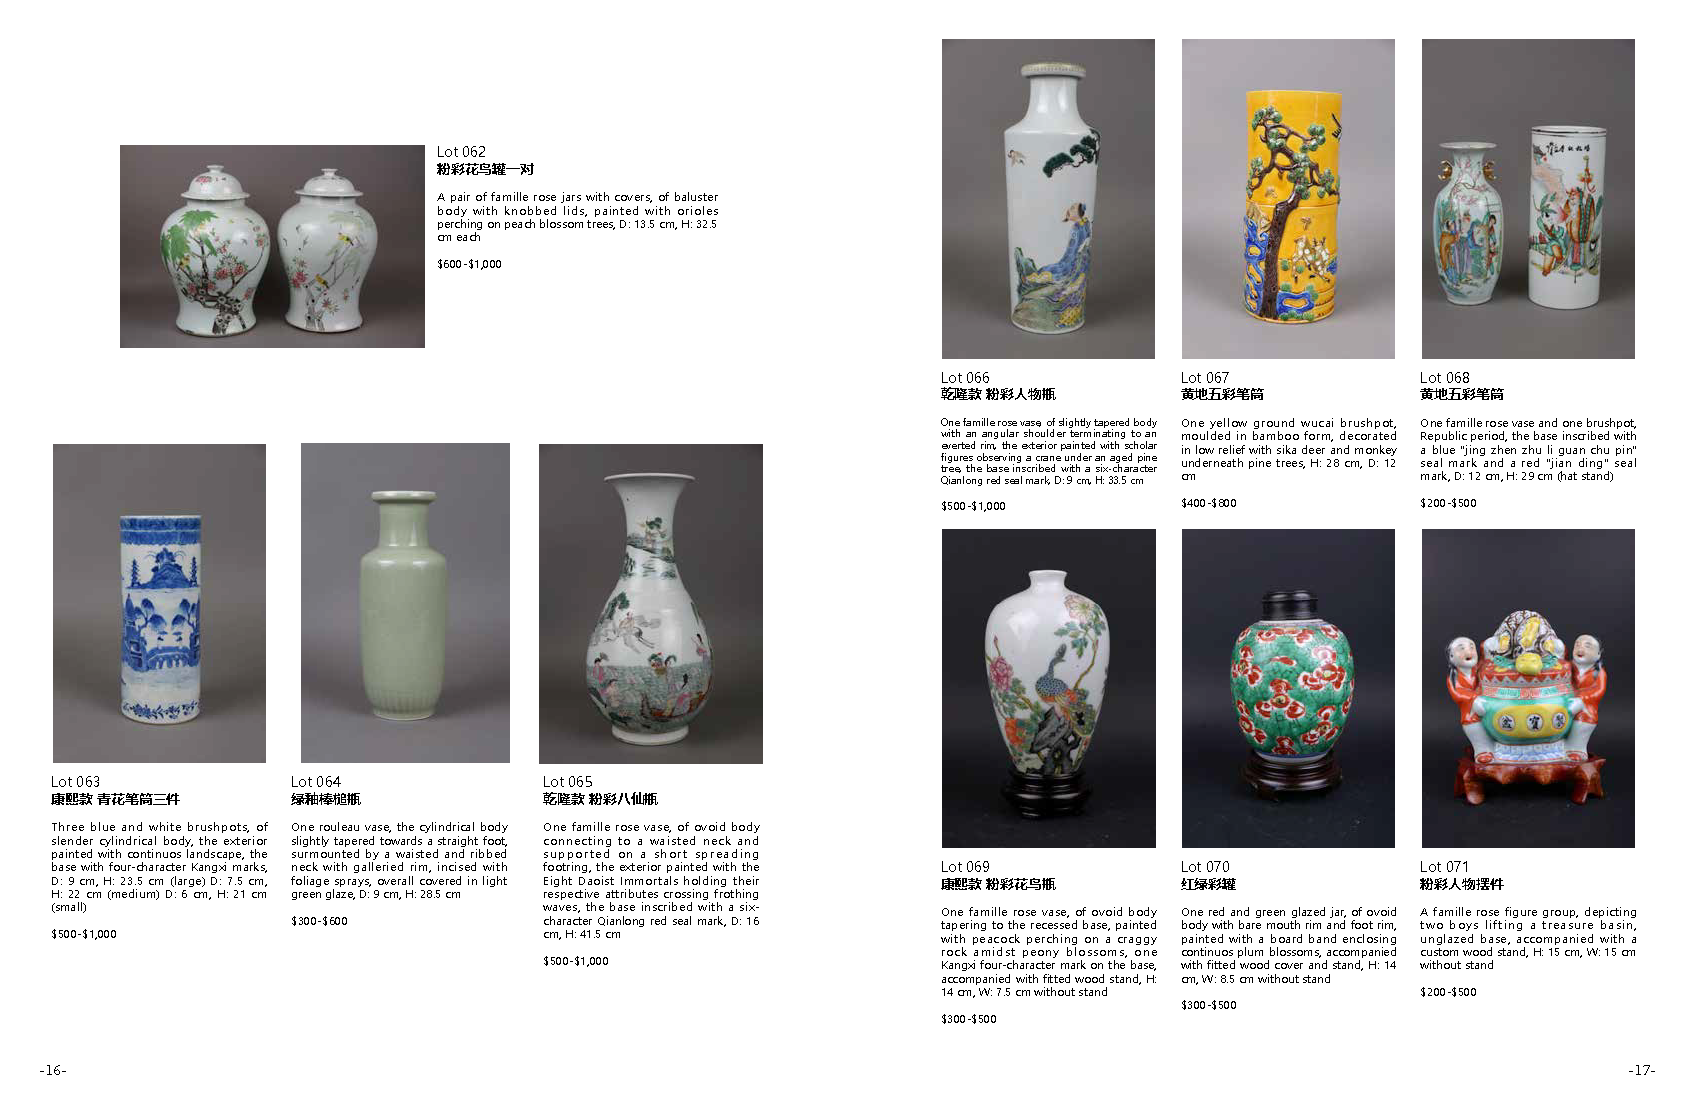 Lot 062
粉彩花鸟罐一对
A pair of famille rose jars with covers, of baluster
body with knobbed lids, painted with orioles
perching on peach blossom trees, D: 13.5 cm, H: 32.5
cm each
$600-$1,000
Lot 063
康熙款 青花笔筒三件
Three blue and white brushpots, of
slender cylindrical body, the exterior
painted with continuos landscape, the
base with four-character Kangxi marks,
D: 9 cm, H: 23.5 cm (large) D: 7.5 cm,
H: 22 cm (medium) D: 6 cm, H: 21 cm
(small)
$500-$1,000
Lot 064
绿釉棒槌瓶
One rouleau vase, the cylindrical body
slightly tapered towards a straight foot,
surmounted by a waisted and ribbed
neck with galleried rim, incised with
foliage sprays, overall covered in light
green glaze, D: 9 cm, H: 28.5 cm
$300-$600
Lot 065
乾隆款 粉彩八仙瓶
One famille rose vase, of ovoid body
connecting to a waisted neck and
supported on a short spreading
footring, the exterior painted with the
Eight Daoist Immortals holding their
respective attributes crossing frothing
waves, the base inscribed with a six-
character Qianlong red seal mark, D: 16
cm, H: 41.5 cm
$500-$1,000
-16-
Lot 066
乾隆款 粉彩人物瓶
One famille rose vase, of slightly tapered body
with an angular shoulder terminating to an
everted rim, the exterior painted with scholar
figures observing a crane under an aged pine
tree, the base inscribed with a six-character
Qianlong red seal mark, D: 9 cm, H: 33.5 cm
$500-$1,000
Lot 067
黄地五彩笔筒
One yellow ground wucai brushpot,
moulded in bamboo form, decorated
in low relief with sika deer and monkey
underneath pine trees, H: 28 cm, D: 12
cm
$400-$800
Lot 068
黄地五彩笔筒
One famille rose vase and one brushpot,
Republic period, the base inscribed with
a blue "jing zhen zhu li guan chu pin"
seal mark and a red "jian ding" seal
mark, D: 12 cm, H: 29 cm (hat stand)
$200-$500
Lot 069
康熙款 粉彩花鸟瓶
One famille rose vase, of ovoid body
tapering to the recessed base, painted
with peacock perching on a craggy
rock amidst peony blossoms, one
Kangxi four-character mark on the base,
accompanied with fitted wood stand, H:
14 cm, W: 7.5 cm without stand
$300-$500
Lot 070
红绿彩罐
One red and green glazed jar, of ovoid
body with bare mouth rim and foot rim,
painted with a board band enclosing
continuos plum blossoms, accompanied
with fitted wood cover and stand, H: 14
cm, W: 8.5 cm without stand
$300-$500
盆寶聚
Lot 071
粉彩人物摆件
A famille rose figure group, depicting
two boys lifting a treasure basin,
unglazed base, accompanied with a
custom wood stand, H: 15 cm, W: 15 cm
without stand
$200-$500
-17-